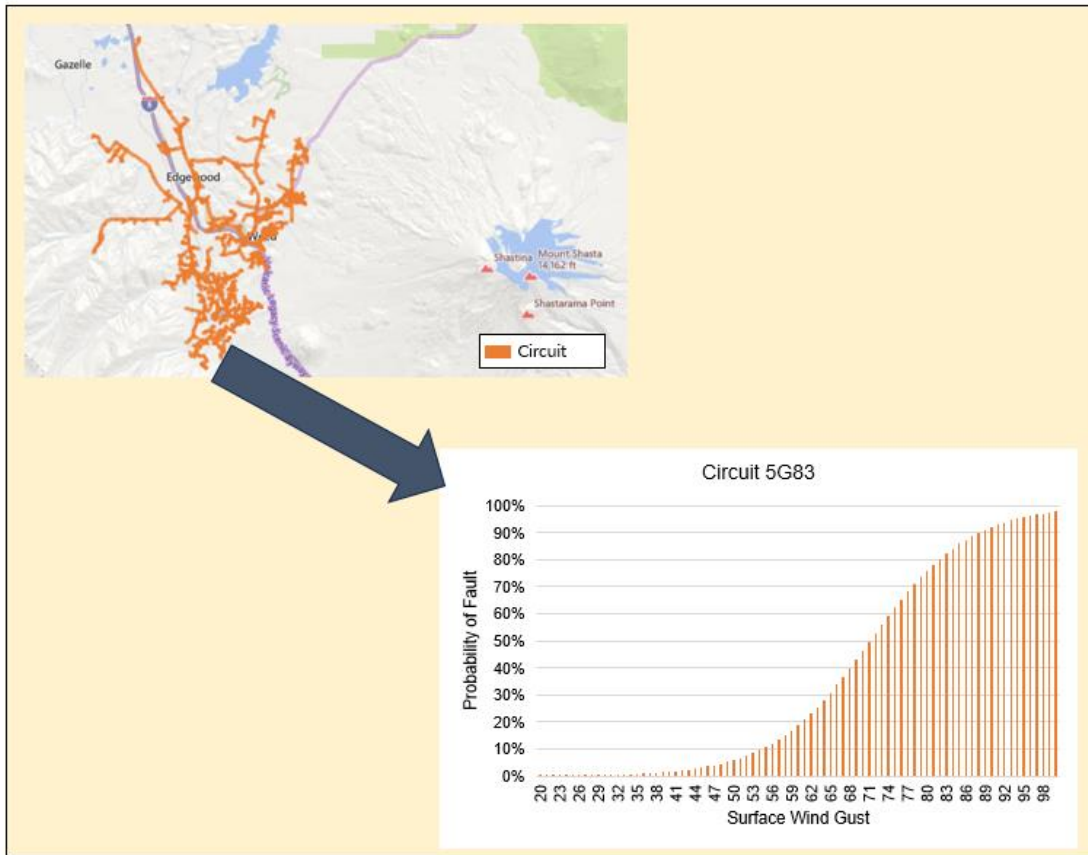 Gazelle
5
Edgewood
Weed
Shastina
Mount Shasta
14,162 ft
Shastarama Point
Circuit
Circuit 5G83
100%
90%
80%
70%
60%
50%
40%
30%
20%
10%
0%
Probability of Fault
20 23 26 29 32 35 38 41 44 47 50 53 56 59 62 65 68 71 74 77 80 83 86 89 92 95 98
Surface Wind Gust